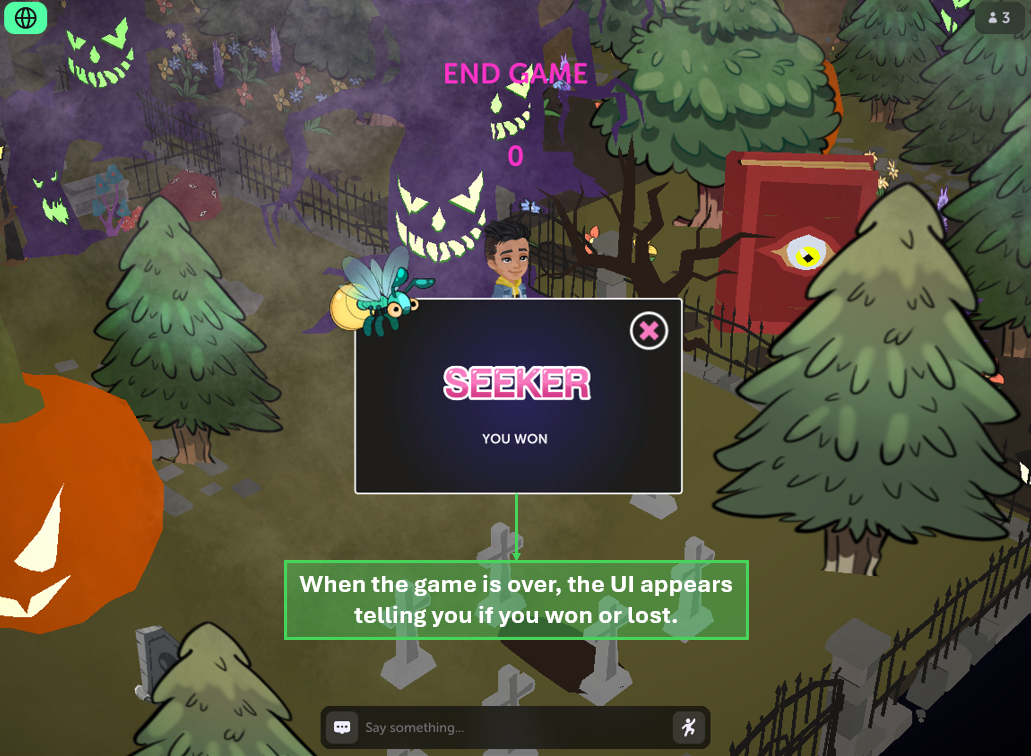 3
END GAME
0
SEEKER
YOU WON
When the game is over, the UI appears
telling you if you won or lost.
Say something...